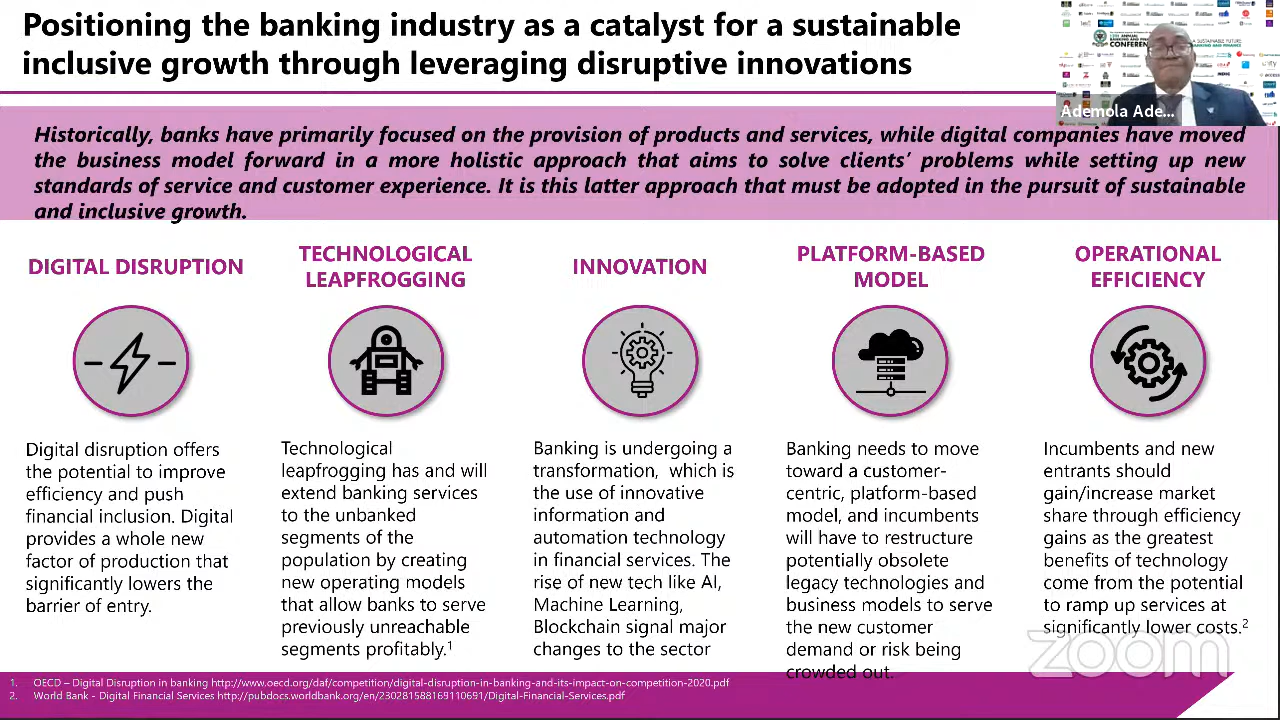 Positioning the banking industry as a catalyst for a sustainab
inclusive growth through leveraging disruptive innovations
CONFERENCE
Ademola Ade...
Historically, banks have primarily focused on the provision of products and services, while digital companies have moved
the business model forward in a more holistic approach that aims to solve clients' problems while setting up new
standards of service and customer experience. It is this latter approach that must be adopted in the pursuit of sustainable
and inclusive growth.
DIGITAL DISRUPTION
Digital disruption offers
the potential to improve
efficiency and push
financial inclusion. Digital
provides a whole new
factor of production that
significantly lowers the
barrier of entry.
TECHNOLOGICAL
LEAPFROGGING
Technological
leapfrogging has and will
extend banking services
to the unbanked
segments of the
population by creating
new operating models
that allow banks to serve
previously unreachable
segments profitably.1
INNOVATION
Banking is undergoing a
transformation, which is
the use of innovative
information and
automation technology
in financial services. The
rise of new tech like AI,
Machine Learning,
Blockchain signal major
changes to the sector
PLATFORM-BASED
MODEL
Banking needs to move
toward a customer-
centric, platform-based
model, and incumbents
will have to restructure
potentially obsolete
legacy technologies and
business models to serve
the new customer
demand or risk being
crowded out.
OPERATIONAL
EFFICIENCY
Incumbents and new
entrants should
gain/increase market
share through efficiency
gains as the greatest
benefits of technology
come from the potential
to ramp up services at
significantly lower costs.2
zoom
1. OECD – Digital Disruption in banking http://www.oecd.org/daf/competition/digital-disruption-in-banking-and-its-impact-on-competition-2020.pdf
2. World Bank - Digital Financial Services http://pubdocs.worldbank.org/en/230281588169110691/Digital-Financial-Services.pdf